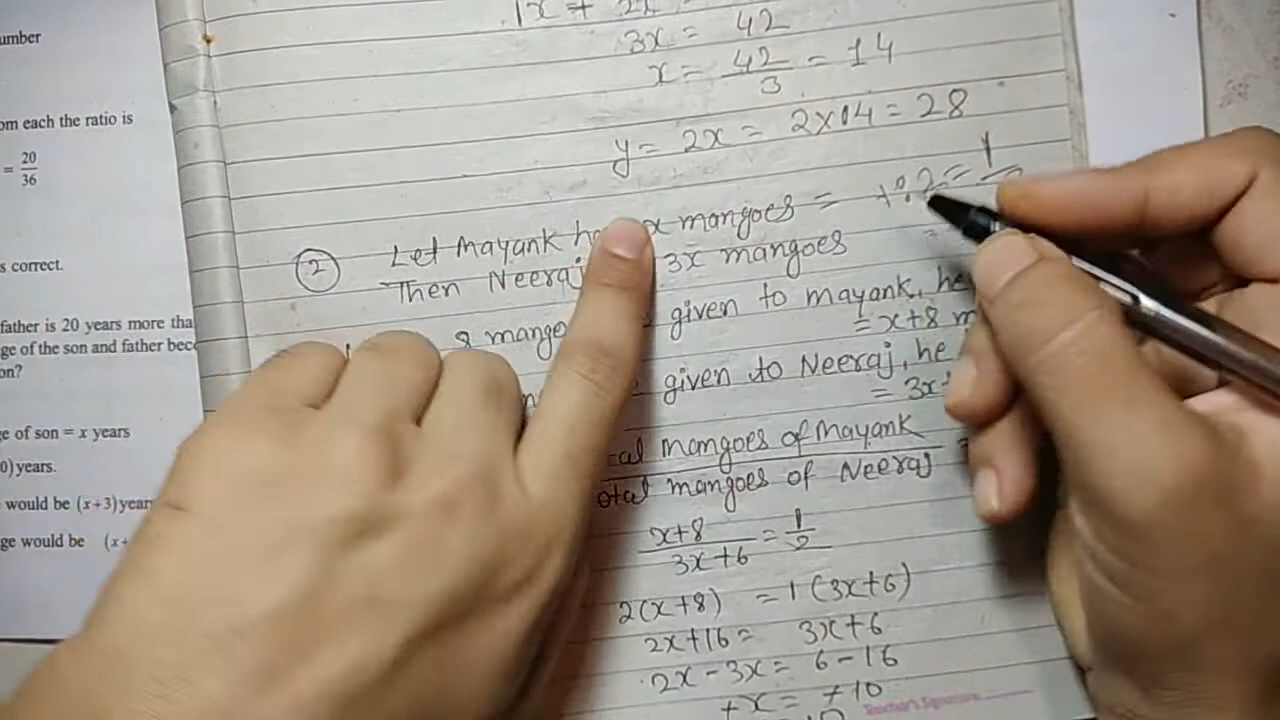 umber
om each the ratio is
= 20/36
s correct.
father is 20 years more tha
ge of the son and father bec
on?
e of son = x years
0) years.
would be (x+3) year
ge would be (x+
3x = 42
x = 42/3 = 14
y = 2x = 2x14 = 28
② Let Mayank x mangoes =
Then Neeraj 3x mangoes
8 given to mayank, he
= x+8 m
given to Neeraj, he
= 3x
Mangoes of Mayank
otal mangoes of Neeraj
x+8/3x+6 = 1/2
2(x+8) = 1(3x+6)
2x+16 = 3x+6
2x-3x = 6-16
+x = +10
Teacher's Signature